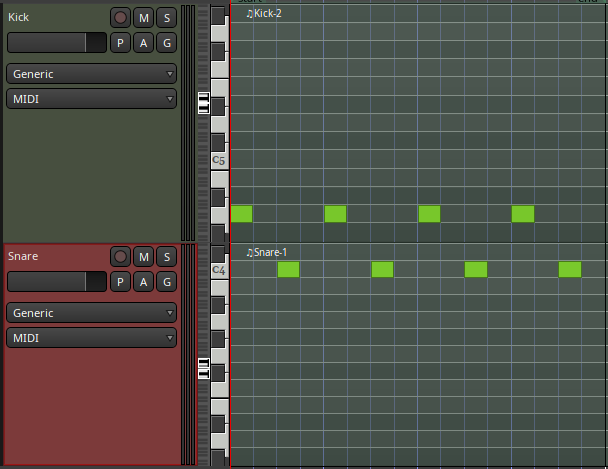 Kick
M
S
P
A
G
Generic
MIDI
♫Kick-2
C5
Snare
M
S
P
A
G
Generic
MIDI
♫Snare-1
C4